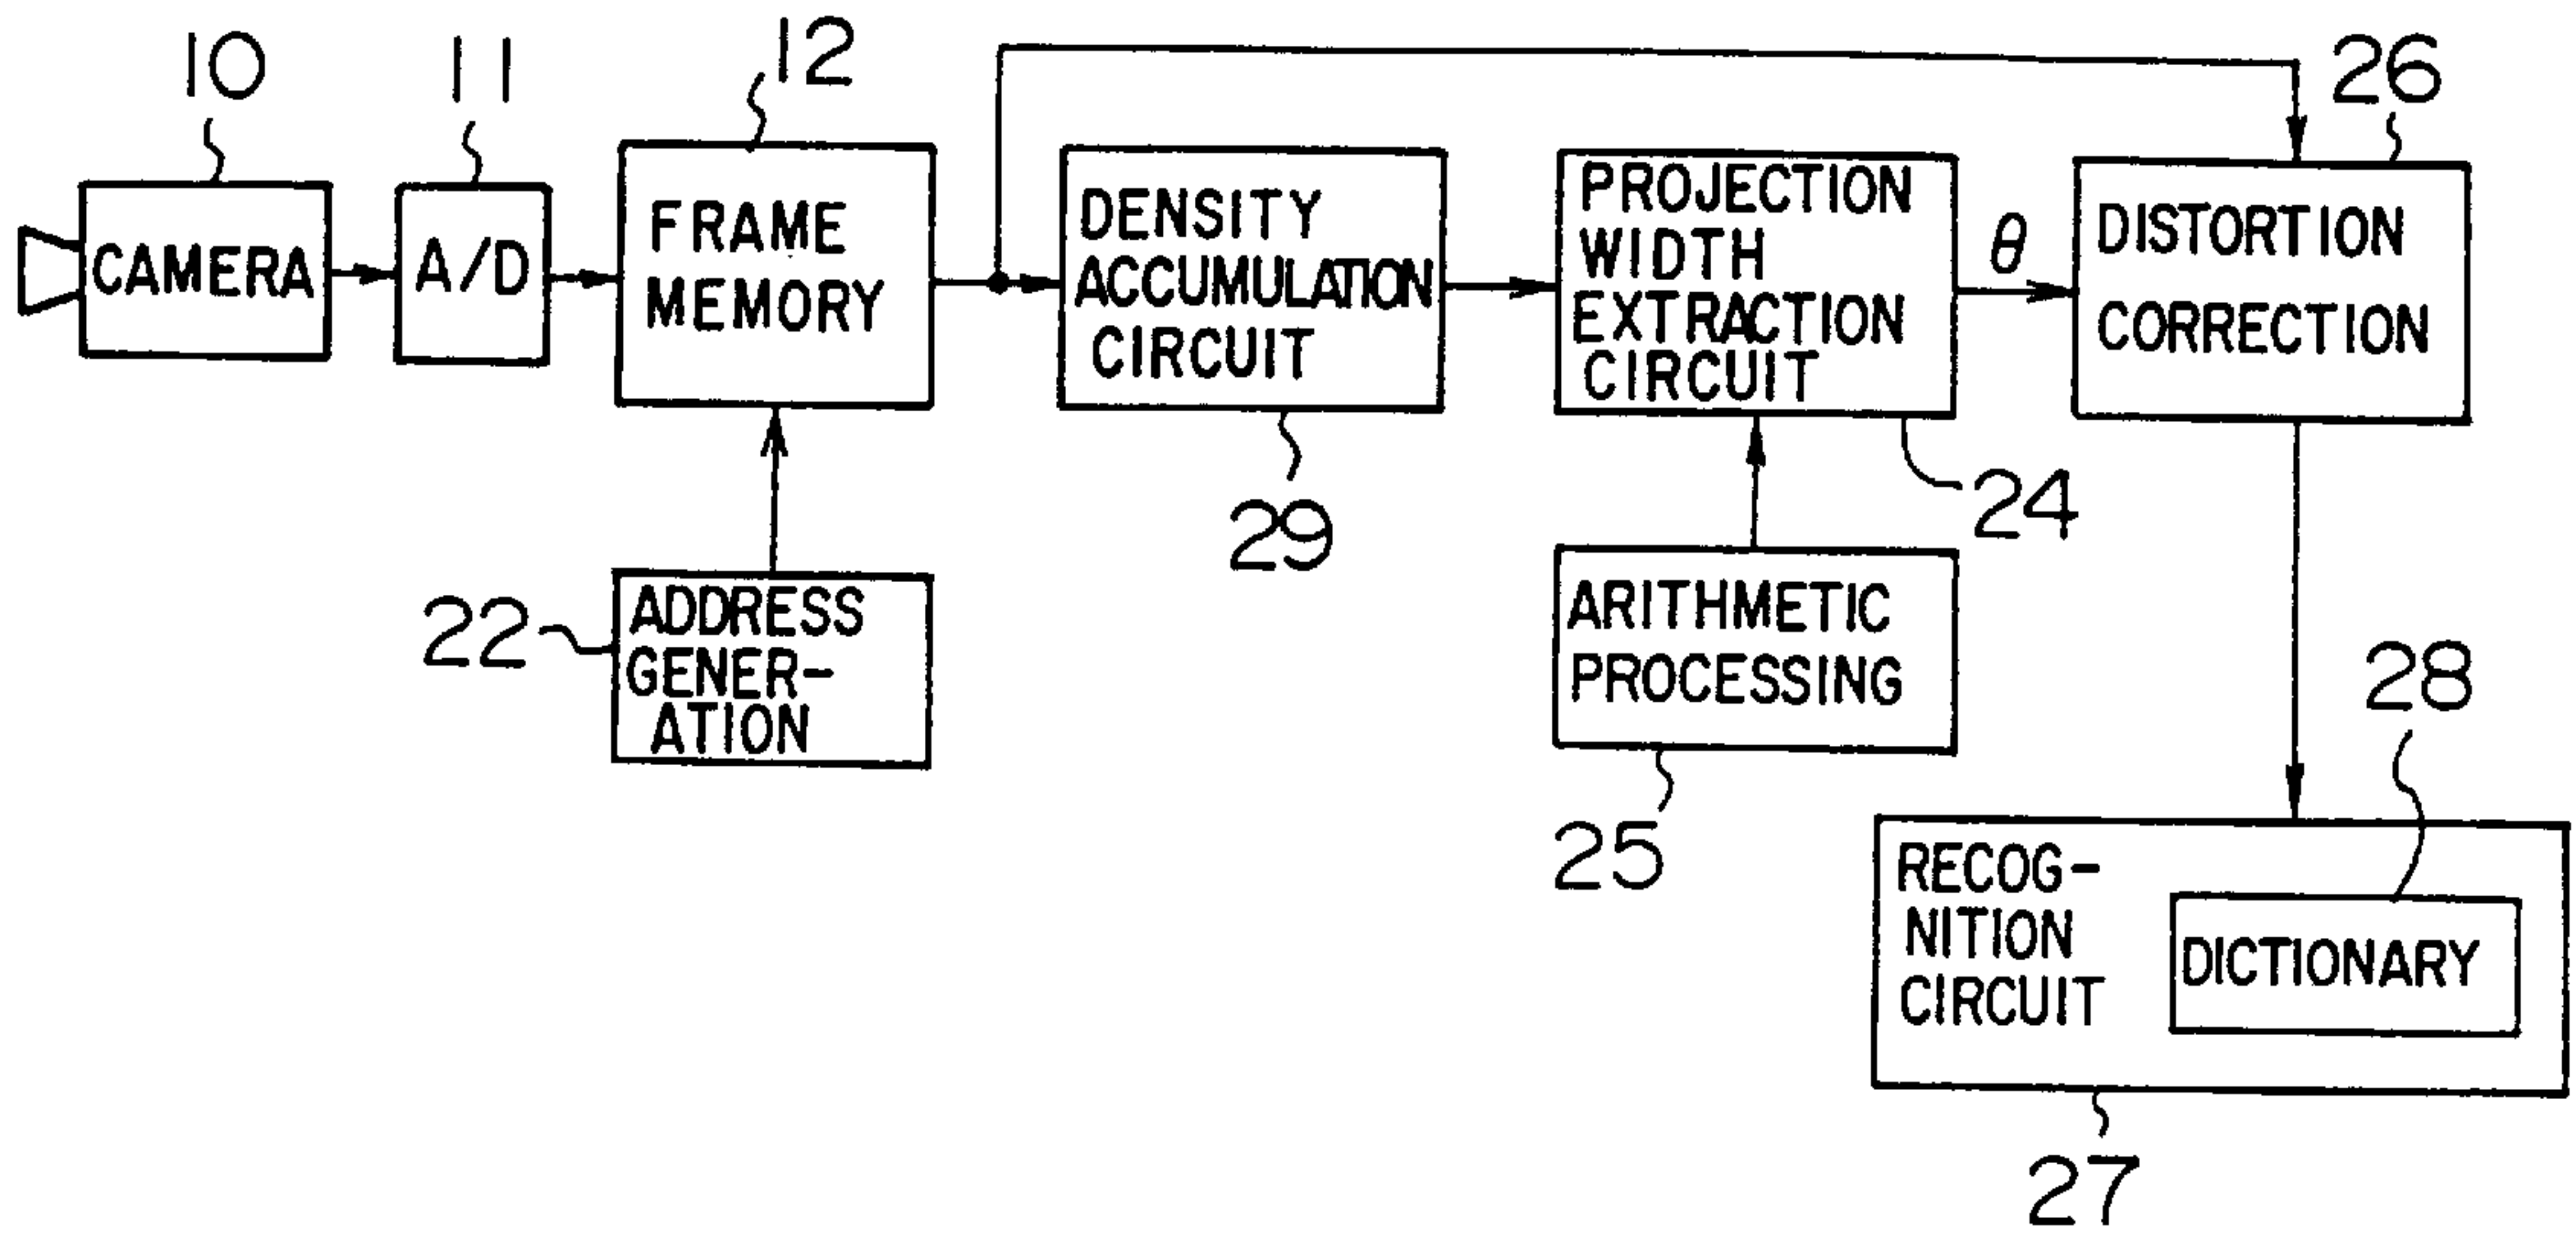 10
11
12
26
CAMERA
A/D
FRAME
MEMORY
DENSITY
ACCUMULATION
CIRCUIT
PROJECTION
WIDTH
EXTRACTION
CIRCUIT
θ
DISTORTION
CORRECTION
29
24
22
ADDRESS
GENER-
ATION
ARITHMETIC
PROCESSING
25
28
RECOG-
NITION
CIRCUIT
DICTIONARY
27